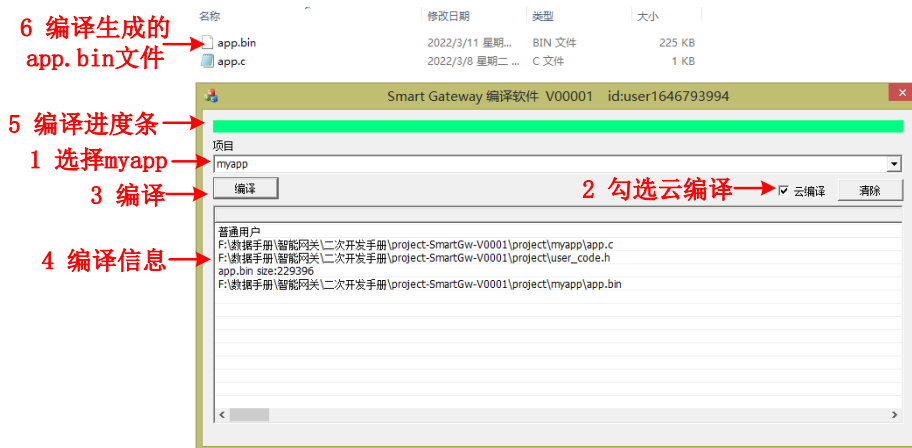 名称 修改日期 类型 大小
6 编译生成的
app.bin文件
app.bin 2022/3/11 星期... BIN 文件 225 KB
app.c 2022/3/8 星期二 ... C 文件 1 KB
Smart Gateway 编译软件 V00001 id:user1646793994
5 编译进度条
项目
1 选择myapp
myapp
3 编译
编译
2 勾选云编译
云编译
清除
普通用户
F:\数据手册\智能网关\二次开发手册\project-SmartGw-V0001\project\myapp\app.c
4 编译信息
F:\数据手册\智能网关\二次开发手册\project-SmartGw-V0001\project\user_code.h
app.bin size:229396
F:\数据手册\智能网关\二次开发手册\project-SmartGw-V0001\project\myapp\app.bin